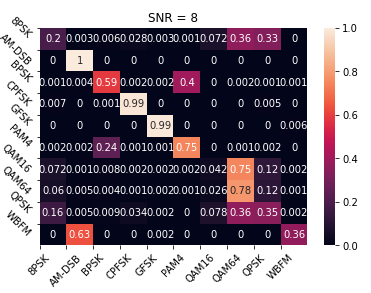 SNR = 8
8PSK 0.2 0.003 0.006 0.028 0.003 0.001 0.072 0.36 0.33 0
AM-DSB 0 1 0 0 0 0 0 0 0 0
BPSK 0.001 0.004 0.59 0.002 0.002 0.4 0 0.002 0.001 0.001
CPFSK 0.007 0 0.001 0.99 0 0 0 0 0.005 0
GFSK 0 0 0 0 0.99 0 0 0 0 0.006
PAM4 0.002 0.002 0.24 0.001 0.001 0.75 0 0.001 0.002 0
QAM16 0.072 0.001 0.008 0.002 0.002 0.002 0.042 0.75 0.12 0.002
QAM64 0.06 0.005 0.004 0.001 0.002 0.001 0.026 0.78 0.12 0.001
QPSK 0.16 0.005 0.009 0.034 0.002 0 0.078 0.36 0.35 0.002
WBFM 0 0.63 0 0 0.002 0 0 0 0 0.36
8PSK AM-DSB BPSK CPFSK GFSK PAM4 QAM16 QAM64 QPSK WBFM
1.0
0.8
0.6
0.4
0.2
0.0